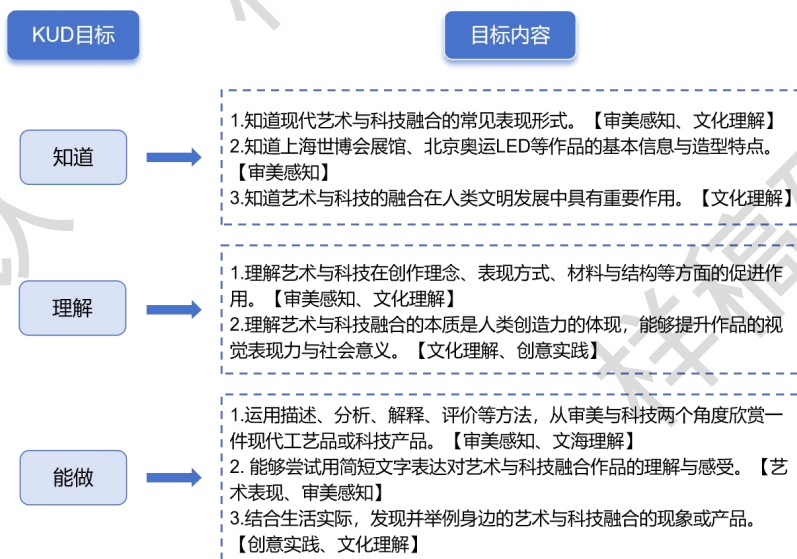 KUD目标
目标内容
知道
1.知道现代艺术与科技融合的常见表现形式。【审美感知、文化理解】
2.知道上海世博会展馆、北京奥运LED等作品的基本信息与造型特点。
【审美感知】
3.知道艺术与科技的融合在人类文明发展中具有重要作用。【文化理解】
理解
1.理解艺术与科技在创作理念、表现方式、材料与结构等方面的促进作
用。【审美感知、文化理解】
2.理解艺术与科技融合的本质是人类创造力的体现，能够提升作品的视
觉表现力与社会意义。【文化理解、创意实践】
能做
1.运用描述、分析、解释、评价等方法，从审美与科技两个角度欣赏一
件现代工艺品或科技产品。【审美感知、文海理解】
2. 能够尝试用简短文字表达对艺术与科技融合作品的理解与感受。【艺
术表现、审美感知】
3.结合生活实际，发现并举例身边的艺术与科技融合的现象或产品。
【创意实践、文化理解】
样稿